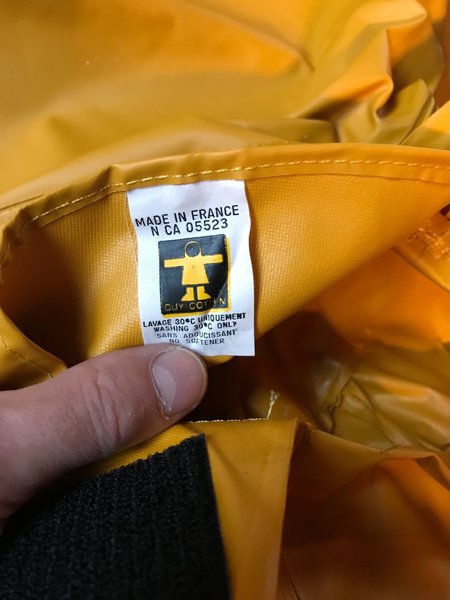 MADE IN FRANCE
N CA 05523
GUY COTTEN
LAVAGE 30°C UNIQUEMENT
WASHING 30°C ONLY
SANS ADOUCISSANT
NO SOFTENER